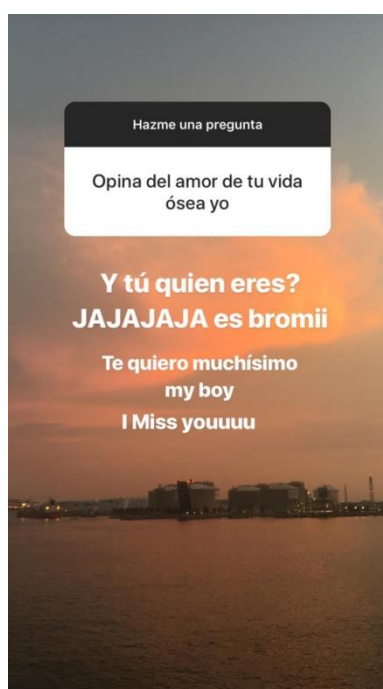 Hazme una pregunta
Opina del amor de tu vida
ósea yo
Y tú quien eres?
JAJAJAJA es bromii
Te quiero muchísimo
my boy
I Miss youuuu